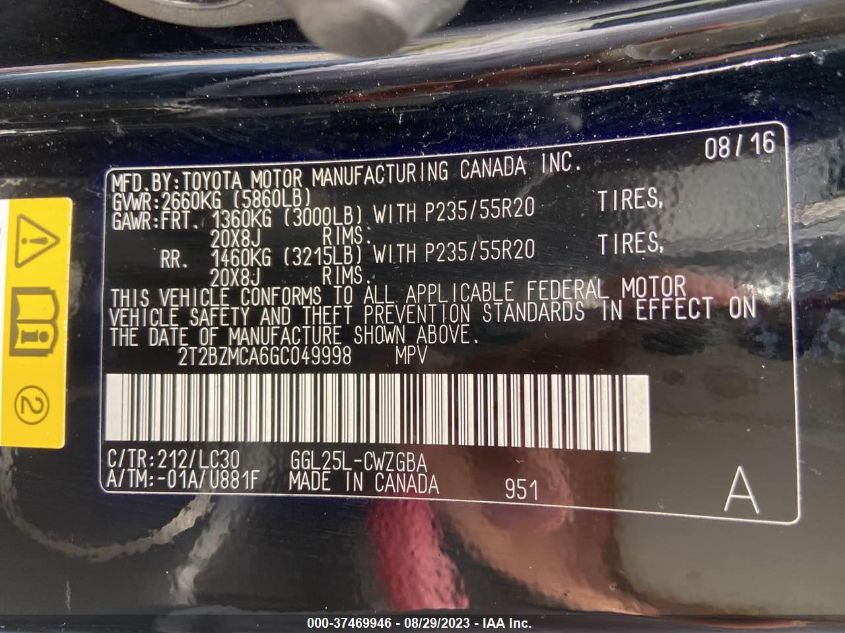 08/16
MFD.BY:TOYOTA MOTOR MANUFACTURING CANADA INC.
GVWR:2660KG (5860LB)
GAWR:FRT. 1360KG (3000LB) WITH P235/55R20 TIRES,
20X8J RIMS.
RR. 1460KG (3215LB) WITH P235/55R20 TIRES,
20X8J RIMS.
THIS VEHICLE CONFORMS TO ALL APPLICABLE FEDERAL MOTOR
VEHICLE SAFETY AND THEFT PREVENTION STANDARDS IN EFFECT ON
THE DATE OF MANUFACTURE SHOWN ABOVE.
2T2BZMCA6GC049998 MPV
C/TR:212/LC30 GGL25L-CWZGBA
A/TM:-01A/U881F MADE IN CANADA 951 A
2
000-37469946 - 08/29/2023 - IAA Inc.